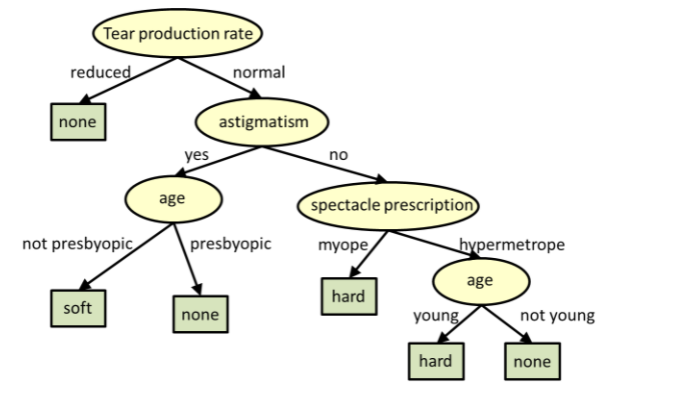 Tear production rate
reduced
normal
none
astigmatism
yes
no
age
spectacle prescription
not presbyopic
presbyopic
myope
hypermetrope
age
soft
none
hard
young
not young
hard
none